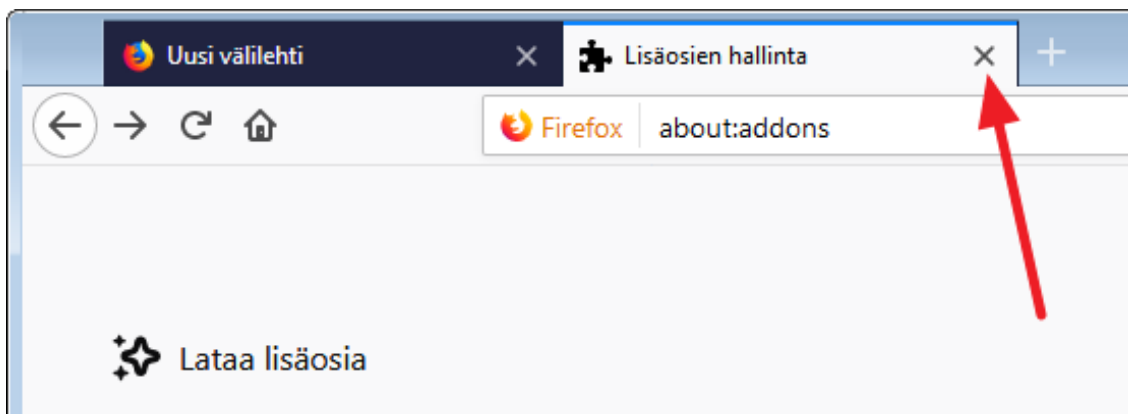 Uusi välilehti
Lisäosien hallinta
Firefox about:addons
Lataa lisäosia